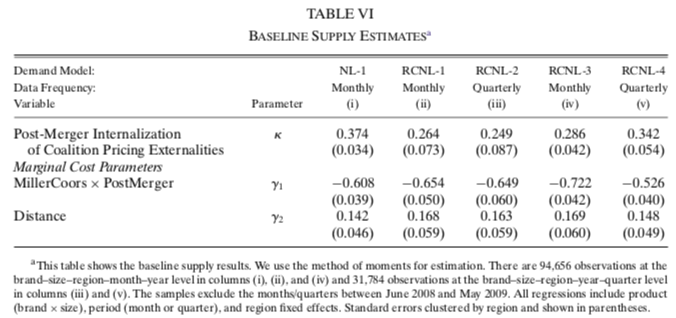 TABLE VI
BASELINE SUPPLY ESTIMATESᵃ
Demand Model: NL-1 RCNL-1 RCNL-2 RCNL-3 RCNL-4
Data Frequency: Monthly Monthly Quarterly Monthly Quarterly
Variable Parameter (i) (ii) (iii) (iv) (v)
Post-Merger Internalization κ 0.374 0.264 0.249 0.286 0.342
of Coalition Pricing Externalities (0.034) (0.073) (0.087) (0.042) (0.054)
Marginal Cost Parameters
MillerCoors × PostMerger γ₁ −0.608 −0.654 −0.649 −0.722 −0.526
(0.039) (0.050) (0.060) (0.042) (0.040)
Distance γ₂ 0.142 0.168 0.163 0.169 0.148
(0.046) (0.059) (0.059) (0.060) (0.049)
ᵃThis table shows the baseline supply results. We use the method of moments for estimation. There are 94,656 observations at the
brand–size–region–month–year level in columns (i), (ii), and (iv) and 31,784 observations at the brand–size–region–year–quarter level
in columns (iii) and (v). The samples exclude the months/quarters between June 2008 and May 2009. All regressions include product
(brand × size), period (month or quarter), and region fixed effects. Standard errors clustered by region and shown in parentheses.